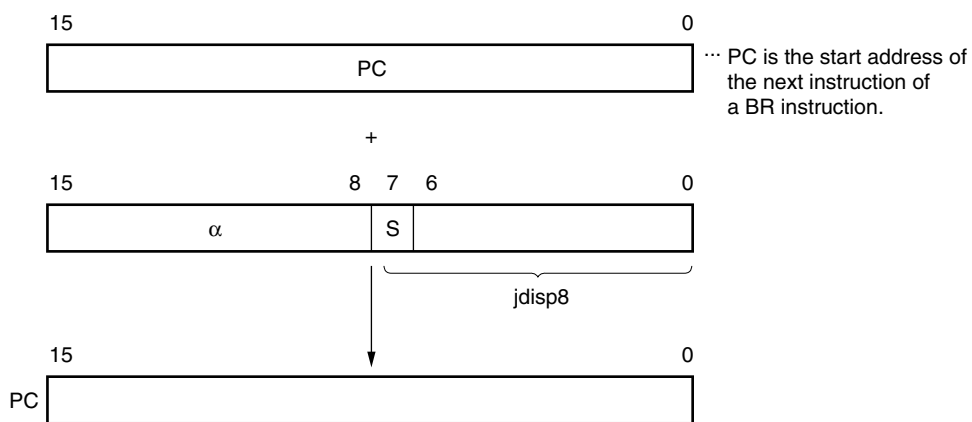 15 0
PC
... PC is the start address of
the next instruction of
a BR instruction.
+
15 8 7 6 0
α S
jdisp8
15 0
PC